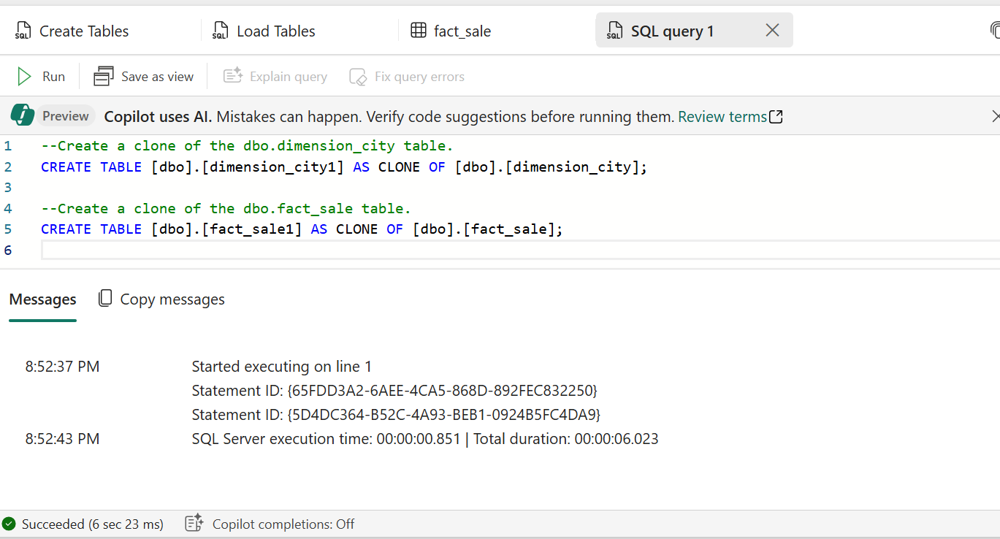 Create Tables
Load Tables
fact_sale
SQL query 1
Run
Save as view
Explain query
Fix query errors
Preview
Copilot uses AI. Mistakes can happen. Verify code suggestions before running them. Review terms
1 --Create a clone of the dbo.dimension_city table.
2 CREATE TABLE [dbo].[dimension_city1] AS CLONE OF [dbo].[dimension_city];
3
4 --Create a clone of the dbo.fact_sale table.
5 CREATE TABLE [dbo].[fact_sale1] AS CLONE OF [dbo].[fact_sale];
6
Messages
Copy messages
8:52:37 PM Started executing on line 1
Statement ID: {65FDD3A2-6AEE-4CA5-868D-892FEC832250}
Statement ID: {5D4DC364-B52C-4A93-BEB1-0924B5FC4DA9}
8:52:43 PM SQL Server execution time: 00:00:00.851 | Total duration: 00:00:06.023
Succeeded (6 sec 23 ms)
Copilot completions: Off